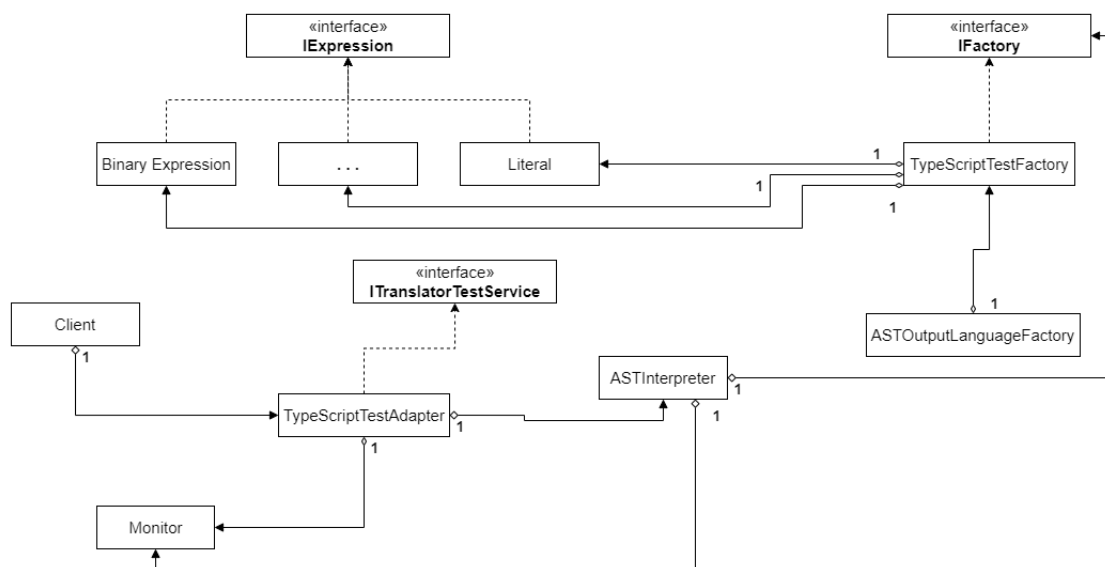 «interface»
IExpression
«interface»
IFactory
Binary Expression
. . .
Literal
1
TypeScriptTestFactory
1
1
«interface»
ITranslatorTestService
1
Client
ASTOutputLanguageFactory
1
ASTInterpreter
1
1
TypeScriptTestAdapter
1
1
Monitor